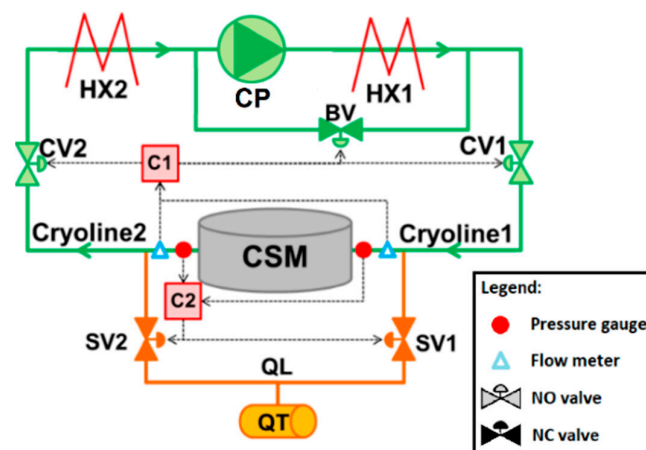 HX2
CP
HX1
BV
CV2
C1
CV1
Cryoline2
CSM
Cryoline1
C2
SV2
SV1
QL
QT
Legend:
Pressure gauge
Flow meter
NO valve
NC valve